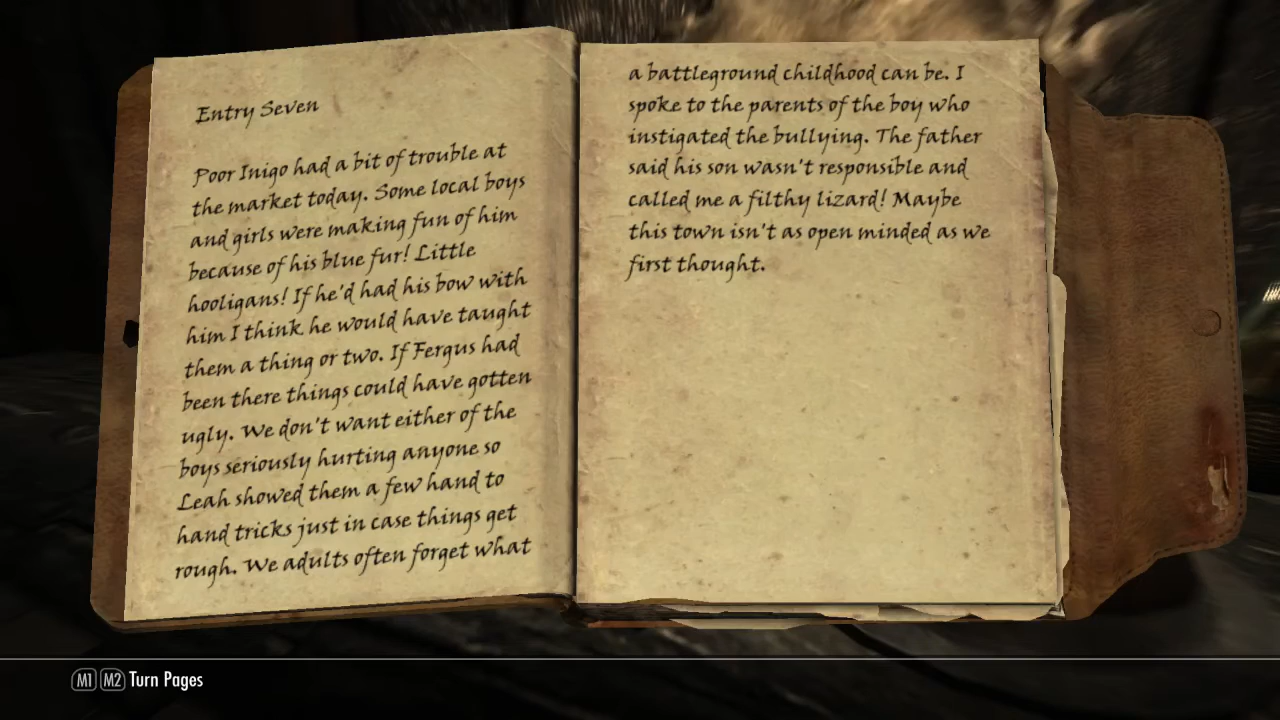 Entry Seven
Poor Inigo had a bit of trouble at
the market today. Some local boys
and girls were making fun of him
because of his blue fur! Little
hooligans! If he'd had his bow with
him I think he would have taught
them a thing or two. If Fergus had
been there things could have gotten
ugly. We don't want either of the
boys seriously hurting anyone so
Leah showed them a few hand to
hand tricks just in case things get
rough. We adults often forget what
a battleground childhood can be. I
spoke to the parents of the boy who
instigated the bullying. The father
said his son wasn't responsible and
called me a filthy lizard! Maybe
this town isn't as open minded as we
first thought.
M1 M2 Turn Pages